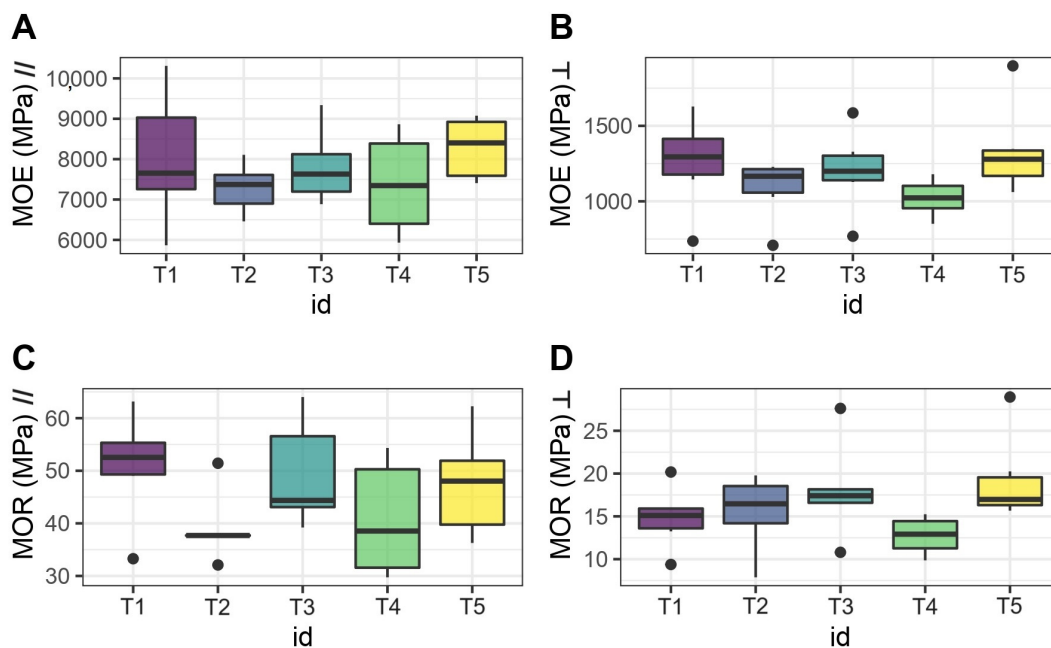 A
MOE (MPa) //
10,000
9000
8000
7000
6000
T1 T2 T3 T4 T5
id
B
MOE (MPa) ⊥
1500
1000
T1 T2 T3 T4 T5
id
C
MOR (MPa) //
60
50
40
30
T1 T2 T3 T4 T5
id
D
MOR (MPa) ⊥
25
20
15
10
T1 T2 T3 T4 T5
id